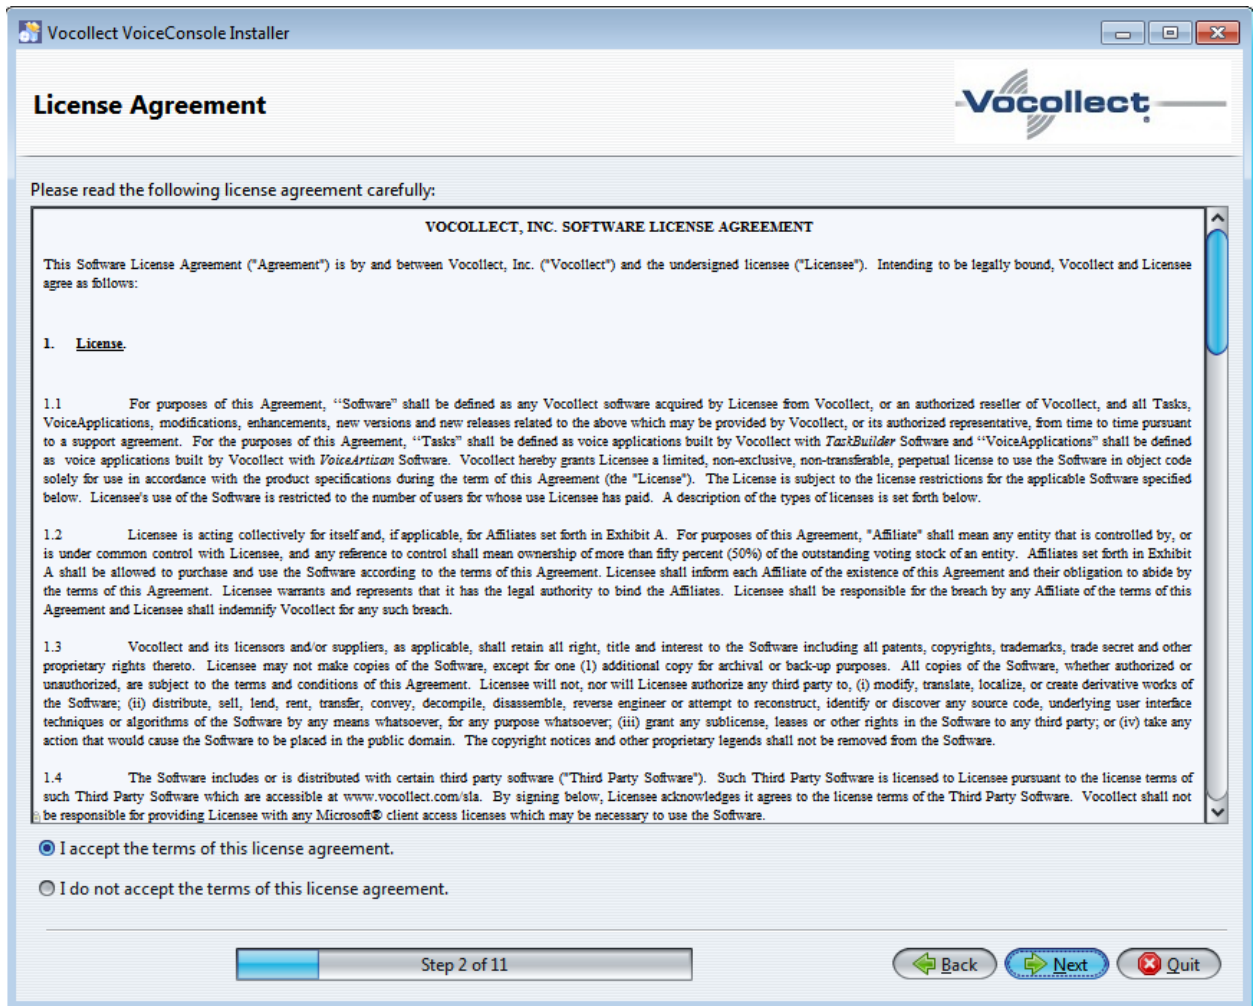 Vocollect VoiceConsole Installer
License Agreement
Vocollect
Please read the following license agreement carefully:
VOCOLLECT, INC. SOFTWARE LICENSE AGREEMENT
This Software License Agreement ("Agreement") is by and between Vocollect, Inc. ("Vocollect") and the undersigned licensee ("Licensee"). Intending to be legally bound, Vocollect and Licensee
agree as follows:
1. License.
1.1 For purposes of this Agreement, “Software” shall be defined as any Vocollect software acquired by Licensee from Vocollect, or an authorized reseller of Vocollect, and all Tasks,
VoiceApplications, modifications, enhancements, new versions and new releases related to the above which may be provided by Vocollect, or its authorized representative, from time to time pursuant
to a support agreement. For the purposes of this Agreement, “Tasks” shall be defined as voice applications built by Vocollect with TaskBuilder Software and “VoiceApplications” shall be defined
as voice applications built by Vocollect with VoiceArtisan Software. Vocollect hereby grants Licensee a limited, non-exclusive, non-transferable, perpetual license to use the Software in object code
solely for use in accordance with the product specifications during the term of this Agreement (the "License"). The License is subject to the license restrictions for the applicable Software specified
below. Licensee's use of the Software is restricted to the number of users for whose use Licensee has paid. A description of the types of licenses is set forth below.
1.2 Licensee is acting collectively for itself and, if applicable, for Affiliates set forth in Exhibit A. For purposes of this Agreement, "Affiliate" shall mean any entity that is controlled by, or
is under common control with Licensee, and any reference to control shall mean ownership of more than fifty percent (50%) of the outstanding voting stock of an entity. Affiliates set forth in Exhibit
A shall be allowed to purchase and use the Software according to the terms of this Agreement. Licensee shall inform each Affiliate of the existence of this Agreement and their obligation to abide by
the terms of this Agreement. Licensee warrants and represents that it has the legal authority to bind the Affiliates. Licensee shall be responsible for the breach by any Affiliate of the terms of this
Agreement and Licensee shall indemnify Vocollect for any such breach.
1.3 Vocollect and its licensors and/or suppliers, as applicable, shall retain all right, title and interest to the Software including all patents, copyrights, trademarks, trade secret and other
proprietary rights thereto. Licensee may not make copies of the Software, except for one (1) additional copy for archival or back-up purposes. All copies of the Software, whether authorized or
unauthorized, are subject to the terms and conditions of this Agreement. Licensee will not, nor will Licensee authorize any third party to, (i) modify, translate, localize, or create derivative works of
the Software; (ii) distribute, sell, lend, rent, transfer, convey, decompile, disassemble, reverse engineer or attempt to reconstruct, identify or discover any source code, underlying user interface
techniques or algorithms of the Software by any means whatsoever, for any purpose whatsoever; (iii) grant any sublicense, leases or other rights in the Software to any third party; or (iv) take any
action that would cause the Software to be placed in the public domain. The copyright notices and other proprietary legends shall not be removed from the Software.
1.4 The Software includes or is distributed with certain third party software ("Third Party Software"). Such Third Party Software is licensed to Licensee pursuant to the license terms of
such Third Party Software which are accessible at www.vocollect.com/sla. By signing below, Licensee acknowledges it agrees to the license terms of the Third Party Software. Vocollect shall not
be responsible for providing Licensee with any Microsoft® client access licenses which may be necessary to use the Software.
I accept the terms of this license agreement.
I do not accept the terms of this license agreement.
Step 2 of 11
Back
Next
Quit